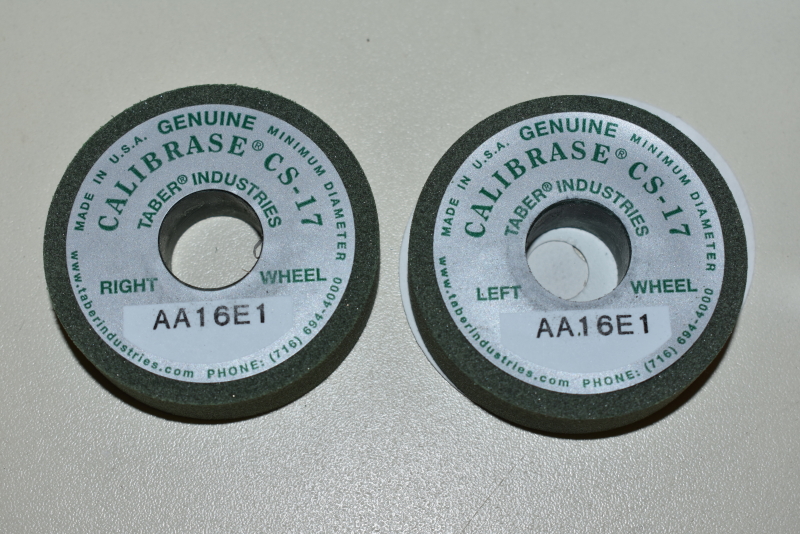 MADE IN U.S.A. GENUINE MINIMUM DIAMETER
CALIBRASE® CS-17
TABER® INDUSTRIES
RIGHT WHEEL
AA16E1
www.taberindustries.com PHONE: (716) 694-4000
MADE IN U.S.A. GENUINE MINIMUM DIAMETER
CALIBRASE® CS-17
TABER® INDUSTRIES
LEFT WHEEL
AA16E1
www.taberindustries.com PHONE: (716) 694-4000